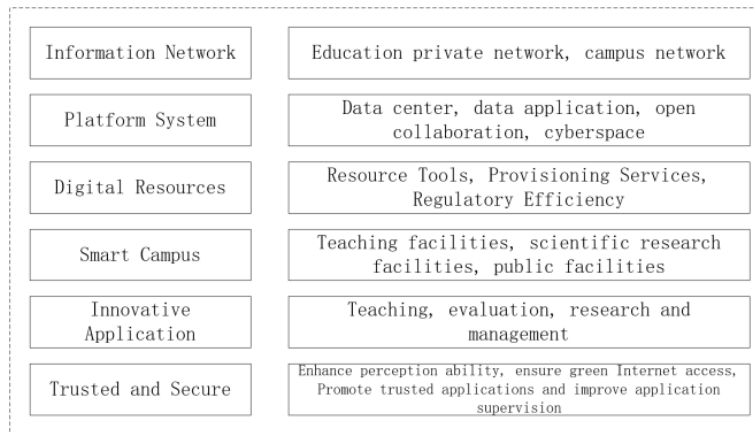 Information Network
Education private network, campus network
Platform System
Data center, data application, open
collaboration, cyberspace
Digital Resources
Resource Tools, Provisioning Services,
Regulatory Efficiency
Smart Campus
Teaching facilities, scientific research
facilities, public facilities
Innovative
Application
Teaching, evaluation, research and
management
Trusted and Secure
Enhance perception ability, ensure green Internet access,
Promote trusted applications and improve application
supervision